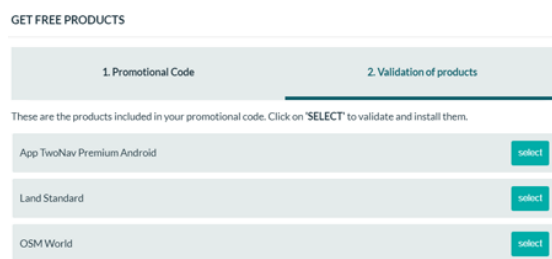 GET FREE PRODUCTS
1. Promotional Code
2. Validation of products
These are the products included in your promotional code. Click on 'SELECT' to validate and install them.
App TwoNav Premium Android
select
Land Standard
select
OSM World
select